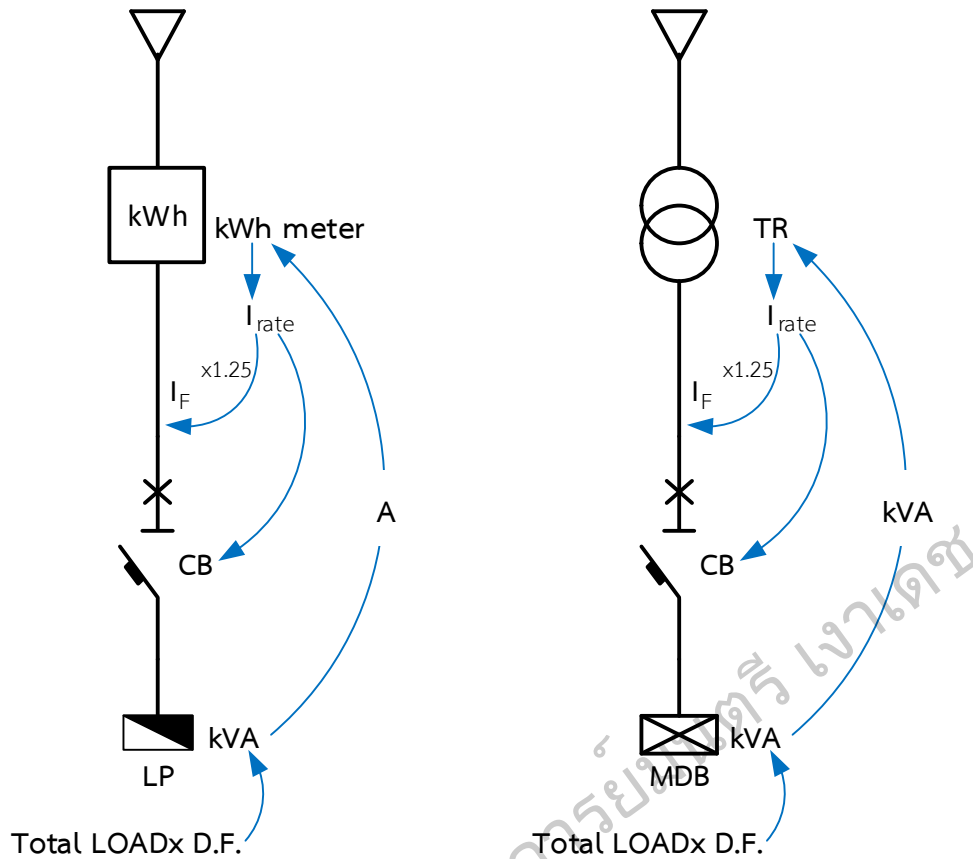 kWh
kWh meter
I rate
x1.25
I F
A
CB
kVA
LP
Total LOADx D.F.
TR
I rate
x1.25
I F
kVA
CB
kVA
MDB
Total LOADx D.F.